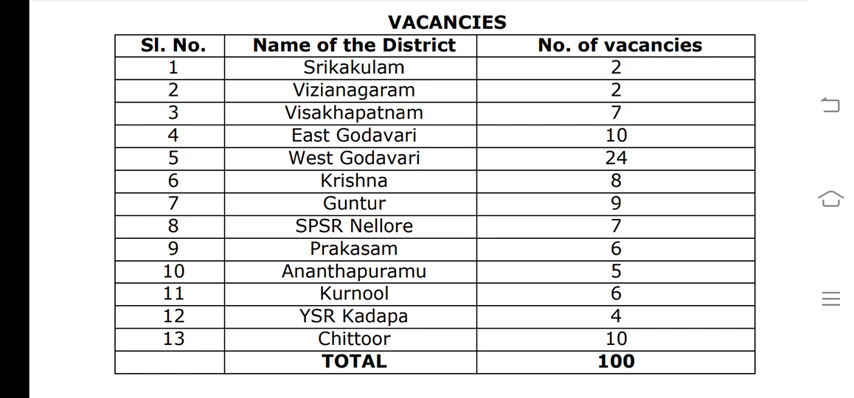 VACANCIES
Sl. No. Name of the District No. of vacancies
1 Srikakulam 2
2 Vizianagaram 2
3 Visakhapatnam 7
4 East Godavari 10
5 West Godavari 24
6 Krishna 8
7 Guntur 9
8 SPSR Nellore 7
9 Prakasam 6
10 Ananthapuramu 5
11 Kurnool 6
12 YSR Kadapa 4
13 Chittoor 10
TOTAL 100